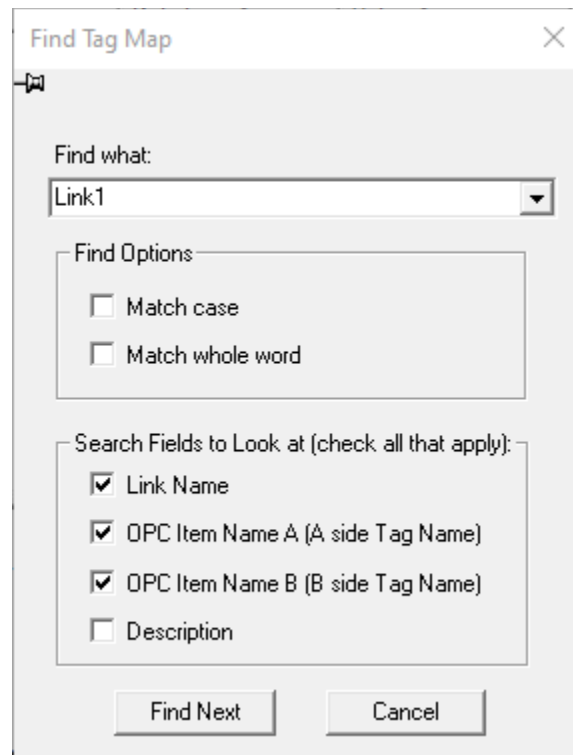 Find Tag Map
Find what:
Link1
Find Options
Match case
Match whole word
Search Fields to Look at (check all that apply):
Link Name
OPC Item Name A (A side Tag Name)
OPC Item Name B (B side Tag Name)
Description
Find Next
Cancel